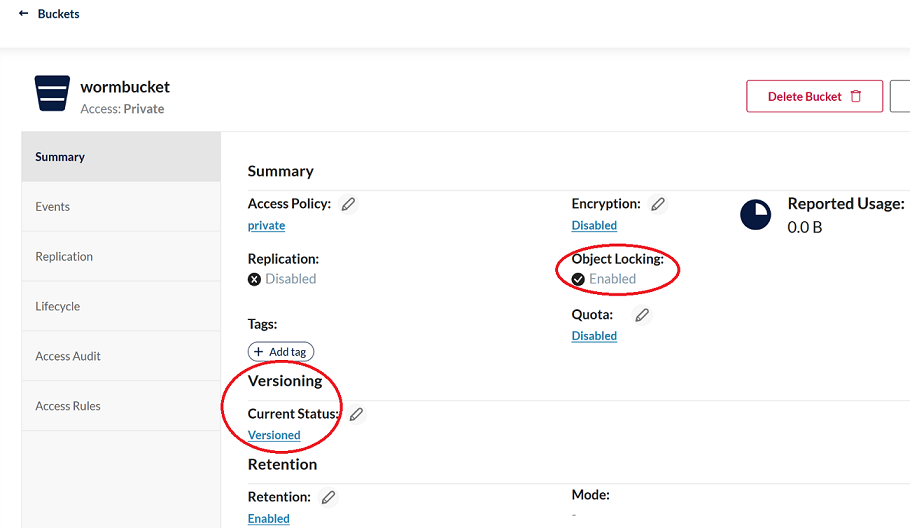 Buckets
wormbucket
Access: Private
Delete Bucket
Summary
Events
Replication
Lifecycle
Access Audit
Access Rules
Summary
Access Policy:
private
Encryption:
Disabled
Reported Usage:
0.0 B
Replication:
Disabled
Object Locking:
Enabled
Tags:
+ Add tag
Quota:
Disabled
Versioning
Current Status:
Versioned
Retention
Retention:
Enabled
Mode:
-